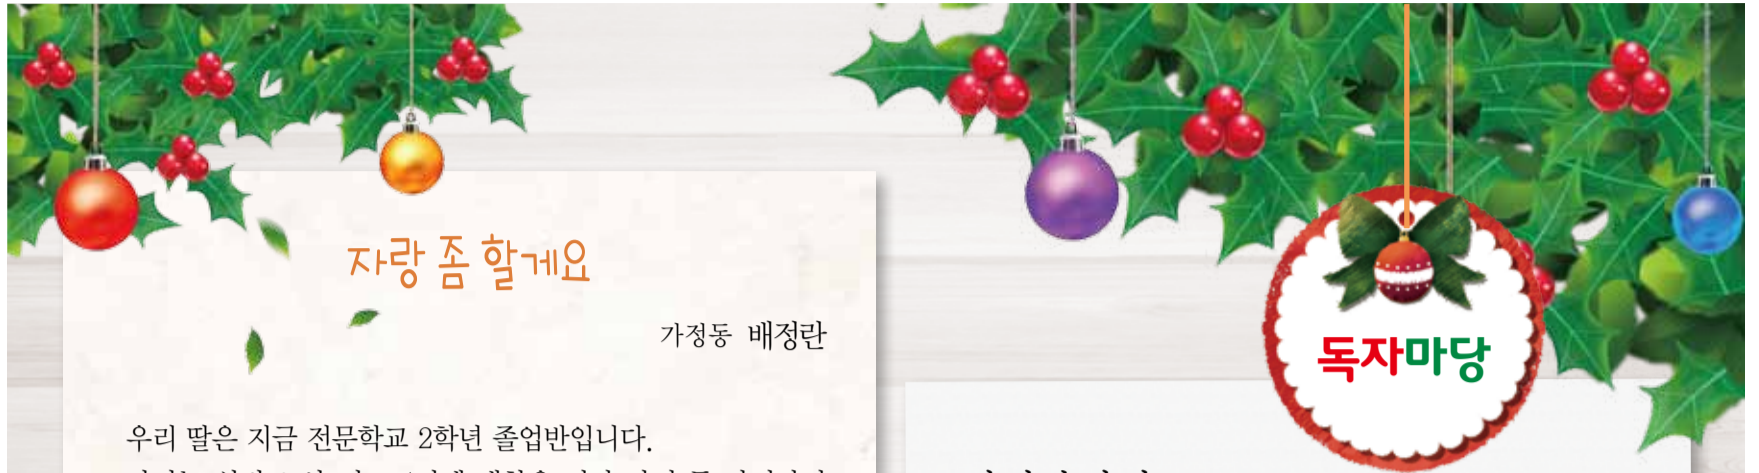 자랑 좀 할게요
가정동 배정란
독자마당
우리 딸은 지금 전문학교 2학년 졸업반입니다.